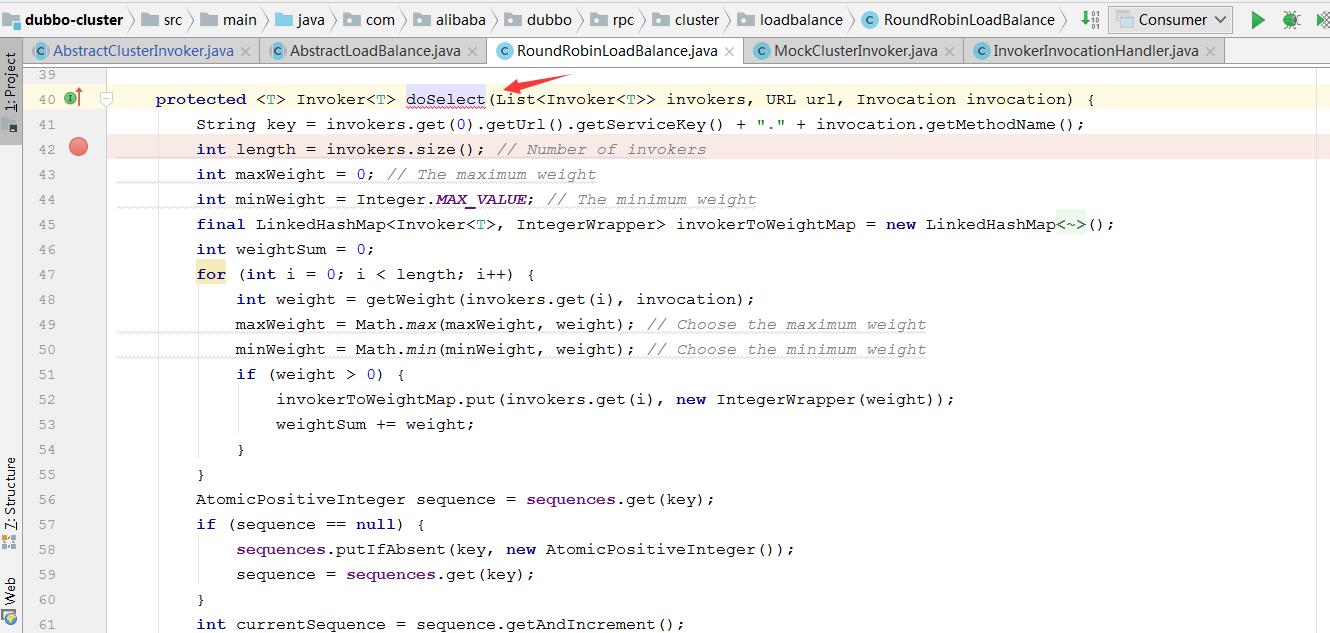 dubbo-cluster src main java com alibaba dubbo rpc cluster loadbalance RoundRobinLoadBalance Consumer
AbstractClusterInvoker.java AbstractLoadBalance.java RoundRobinLoadBalance.java MockClusterInvoker.java InvokerInvocationHandler.java
1: Project
7: Structure
Web
39
40 protected <T> Invoker<T> doSelect(List<Invoker<T>> invokers, URL url, Invocation invocation) {
41 String key = invokers.get(0).getUrl().getServiceKey() + "." + invocation.getMethodName();
42 int length = invokers.size(); // Number of invokers
43 int maxWeight = 0; // The maximum weight
44 int minWeight = Integer.MAX_VALUE; // The minimum weight
45 final LinkedHashMap<Invoker<T>, IntegerWrapper> invokerToWeightMap = new LinkedHashMap<~>();
46 int weightSum = 0;
47 for (int i = 0; i < length; i++) {
48 int weight = getWeight(invokers.get(i), invocation);
49 maxWeight = Math.max(maxWeight, weight); // Choose the maximum weight
50 minWeight = Math.min(minWeight, weight); // Choose the minimum weight
51 if (weight > 0) {
52 invokerToWeightMap.put(invokers.get(i), new IntegerWrapper(weight));
53 weightSum += weight;
54 }
55 }
56 AtomicPositiveInteger sequence = sequences.get(key);
57 if (sequence == null) {
58 sequences.putIfAbsent(key, new AtomicPositiveInteger());
59 sequence = sequences.get(key);
60 }
61 int currentSequence = sequence.getAndIncrement();